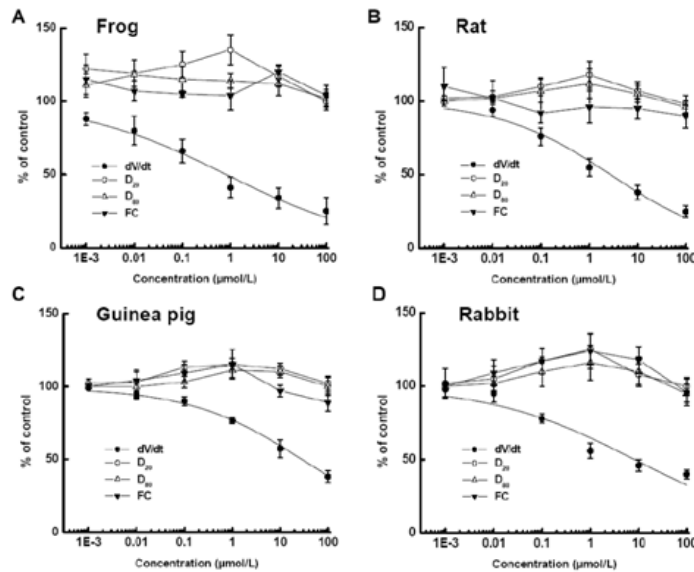 A
Frog
150
100
50
0
% of control
dV/dt
D20
D80
FC
1E-3 0.01 0.1 1 10 100
Concentration (µmol/L)
B
Rat
150
100
50
0
% of control
dV/dt
D20
D80
FC
1E-3 0.01 0.1 1 10 100
Concentration (µmol/L)
C
Guinea pig
150
100
50
0
% of control
dV/dt
D20
D80
FC
1E-3 0.01 0.1 1 10 100
Concentration (µmol/L)
D
Rabbit
150
100
50
0
% of control
dV/dt
D20
D80
FC
1E-3 0.01 0.1 1 10 100
Concentration (µmol/L)